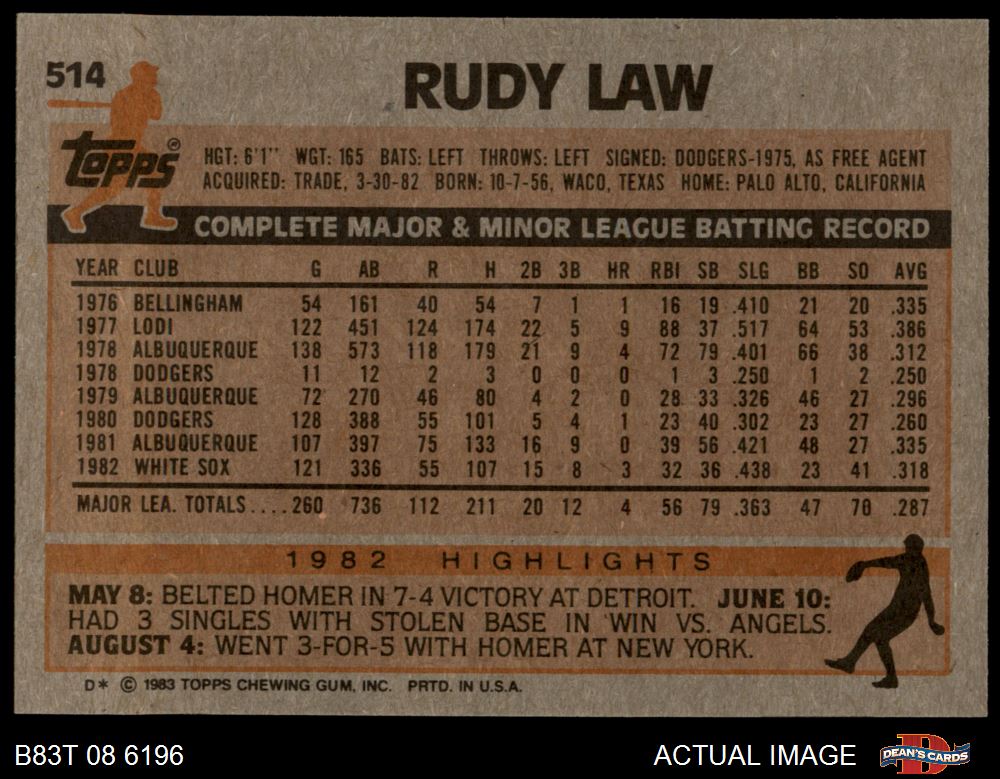 514
RUDY LAW
topps®
HGT: 6'1" WGT: 165 BATS: LEFT THROWS: LEFT SIGNED: DODGERS-1975, AS FREE AGENT
ACQUIRED: TRADE, 3-30-82 BORN: 10-7-56, WACO, TEXAS HOME: PALO ALTO, CALIFORNIA
COMPLETE MAJOR & MINOR LEAGUE BATTING RECORD
YEAR CLUB G AB R H 2B 3B HR RBI SB SLG BB SO AVG
1976 BELLINGHAM 54 161 40 54 7 1 1 16 19 .410 21 20 .335
1977 LODI 122 451 124 174 22 5 9 88 37 .517 64 53 .386
1978 ALBUQUERQUE 138 573 118 179 21 9 4 72 79 .401 66 38 .312
1978 DODGERS 11 12 2 3 0 0 0 1 3 .250 1 2 .250
1979 ALBUQUERQUE 72 270 46 80 4 2 0 28 33 .326 46 27 .296
1980 DODGERS 128 388 55 101 5 4 1 23 40 .302 23 27 .260
1981 ALBUQUERQUE 107 397 75 133 16 9 0 39 56 .421 48 27 .335
1982 WHITE SOX 121 336 55 107 15 8 3 32 36 .438 23 41 .318
MAJOR LEA. TOTALS....260 736 112 211 20 12 4 56 79 .363 47 70 .287
1982 HIGHLIGHTS
MAY 8: BELTED HOMER IN 7-4 VICTORY AT DETROIT. JUNE 10:
HAD 3 SINGLES WITH STOLEN BASE IN WIN VS. ANGELS.
AUGUST 4: WENT 3-FOR-5 WITH HOMER AT NEW YORK.
D* © 1983 TOPPS CHEWING GUM, INC. PRTD. IN U.S.A.
B83T 08 6196
ACTUAL IMAGE
DEAN'S CARDS